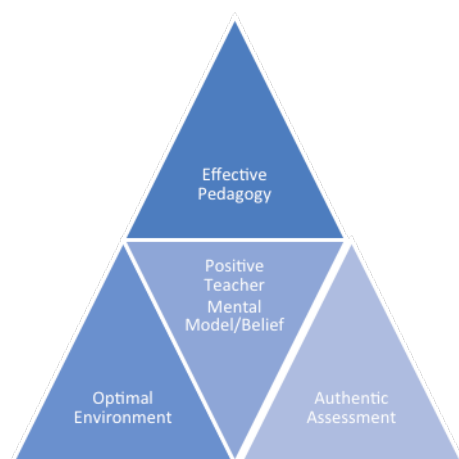 Effective
Pedagogy
Positive
Teacher
Mental
Model/Belief
Optimal
Environment
Authentic
Assessment